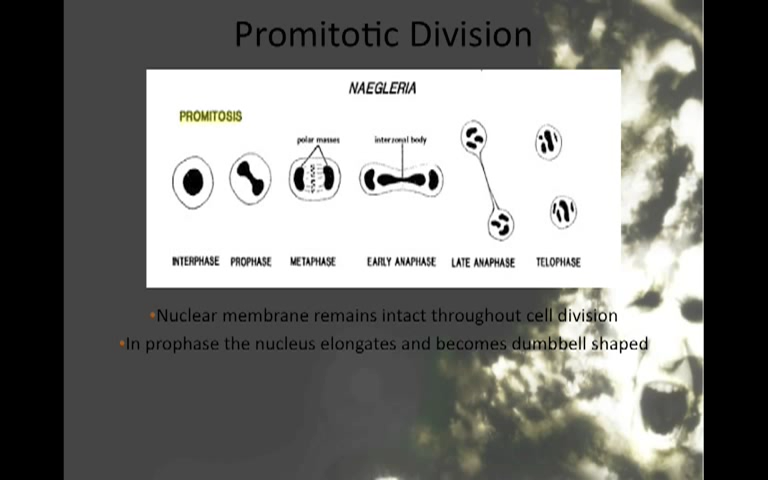 Promitotic Division
NAEGLERIA
PROMITOSIS
polar masses
interzonal body
INTERPHASE PROPHASE METAPHASE EARLY ANAPHASE LATE ANAPHASE TELOPHASE
•Nuclear membrane remains intact throughout cell division
•In prophase the nucleus elongates and becomes dumbbell shaped